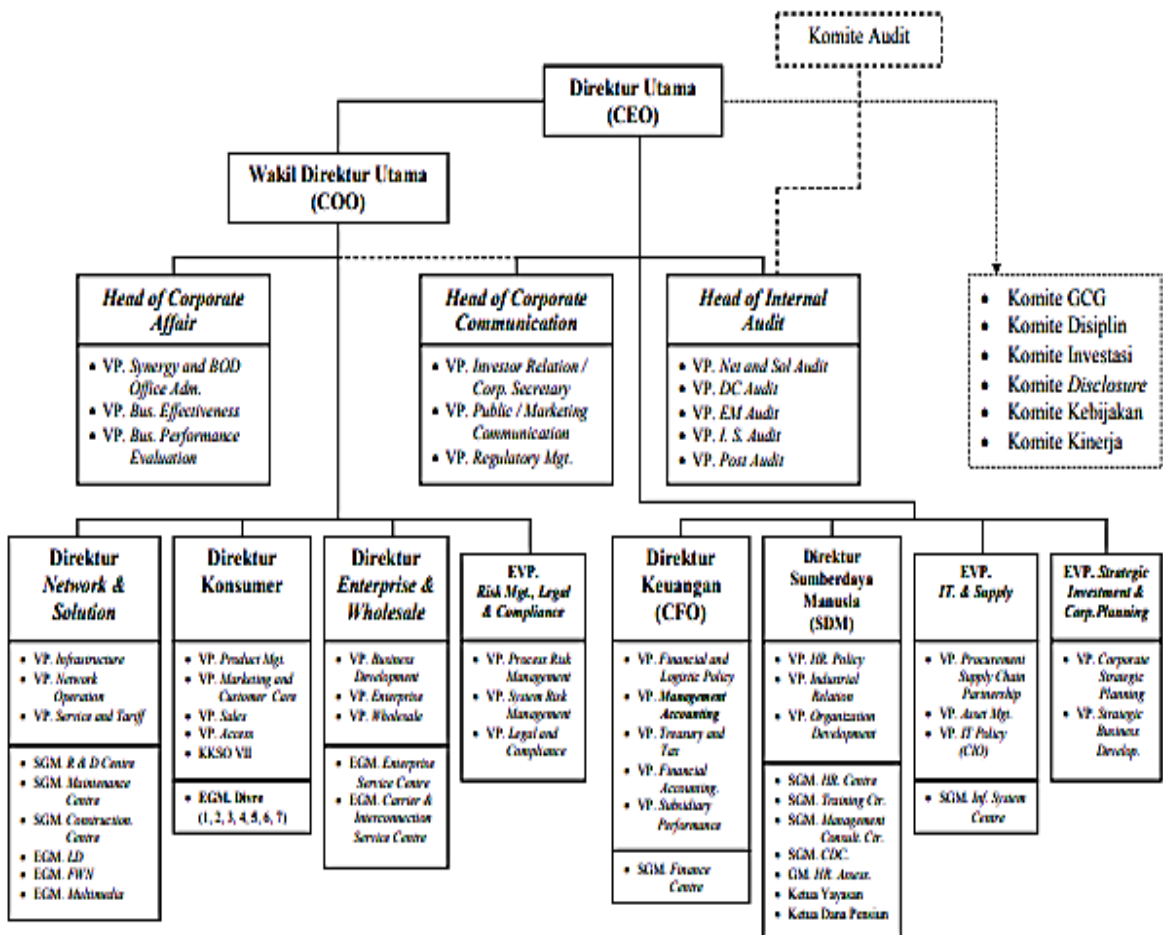 Komite Audit
Direktur Utama
(CEO)
Wakil Direktur Utama
(COO)
Head of Corporate
Affair
• VP. Synergy and BOD
Office Adm.
• VP. Bus. Effectiveness
• VP. Bus. Performance
Evaluation
Head of Corporate
Communication
• VP. Investor Relation /
Corp. Secretary
• VP. Public / Marketing
Communication
• VP. Regulatory Mgt.
Head of Internal
Audit
• VP. Net and Sol Audit
• VP. DC Audit
• VP. EM Audit
• VP. I. S. Audit
• VP. Post Audit
• Komite GCG
• Komite Disiplin
• Komite Investasi
• Komite Disclosure
• Komite Kebijakan
• Komite Kinerja
Direktur
Network &
Solution
• VP. Infrastructure
• VP. Network
Operation
• VP. Service and Tariff
• SGM. R & D Centre
• SGM. Maintenance
Centre
• SGM. Construction.
Centre
• EGM. LD
• EGM. FWN
• EGM. Multimedia
Direktur
Konsumer
• VP. Product Mgt.
• VP. Marketing and
Customer Care
• VP. Sales
• VP. Access
• KKSO VII
• EGM. Divre
(1, 2, 3, 4, 5, 6, 7)
Direktur
Enterprise &
Wholesale
• VP. Business
Development
• VP. Enterprise
• VP. Wholesale
• EGM. Enterprise
Service Centre
• EGM. Carrier &
Interconnection
Service Centre
EVP.
Risk Mgt., Legal
& Compliance
• VP. Process Risk
Management
• VP. System Risk
Management
• VP. Legal and
Compliance
Direktur
Keuangan
(CFO)
• VP. Financial and
Logistic Policy
• VP. Management
Accounting
• VP. Treasury and
Tax
• VP. Financial
Accounting.
• VP. Subsidiary
Performance
• SGM. Finance
Centre
Direktur
Sumberdaya
Manusia
(SDM)
• VP. HR. Policy
• VP. Industrial
Relation
• VP. Organization
Development
• SGM. HR. Centre
• SGM. Training Ctr.
• SGM. Management
Consult. Ctr.
• SGM. CDC.
• GM. HR. Assess.
• Ketua Yayasan
• Ketua Dana Pensiun
EVP.
IT. & Supply
• VP. Procurement
Supply Chain
Partnership
• VP. Asset Mgt.
• VP. IT Policy
(CIO)
• SGM. Inf. System
Centre
EVP. Strategic
Investment &
Corp.Planning
• VP. Corporate
Strategic
Planning
• VP. Strategic
Business
Develop.